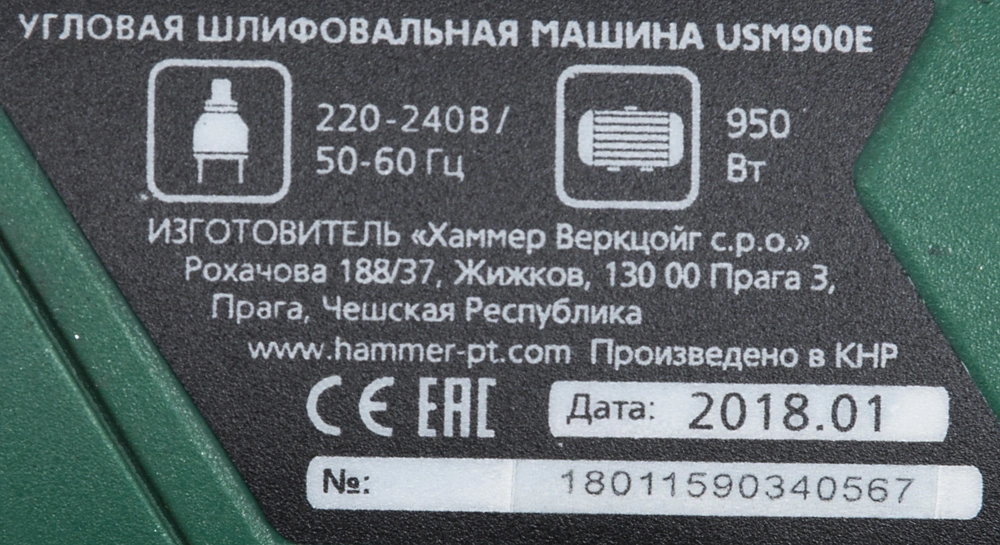 УГЛОВАЯ ШЛИФОВАЛЬНАЯ МАШИНА USM900E
220-240В/
50-60 Гц
950
Вт
ИЗГОТОВИТЕЛЬ «Хаммер Веркцойг с.р.о.»
Рохачова 188/37, Жижков, 130 00 Прага 3,
Прага, Чешская Республика
www.hammer-pt.com Произведено в КНР
CE EAC Дата: 2018.01
№: 18011590340567